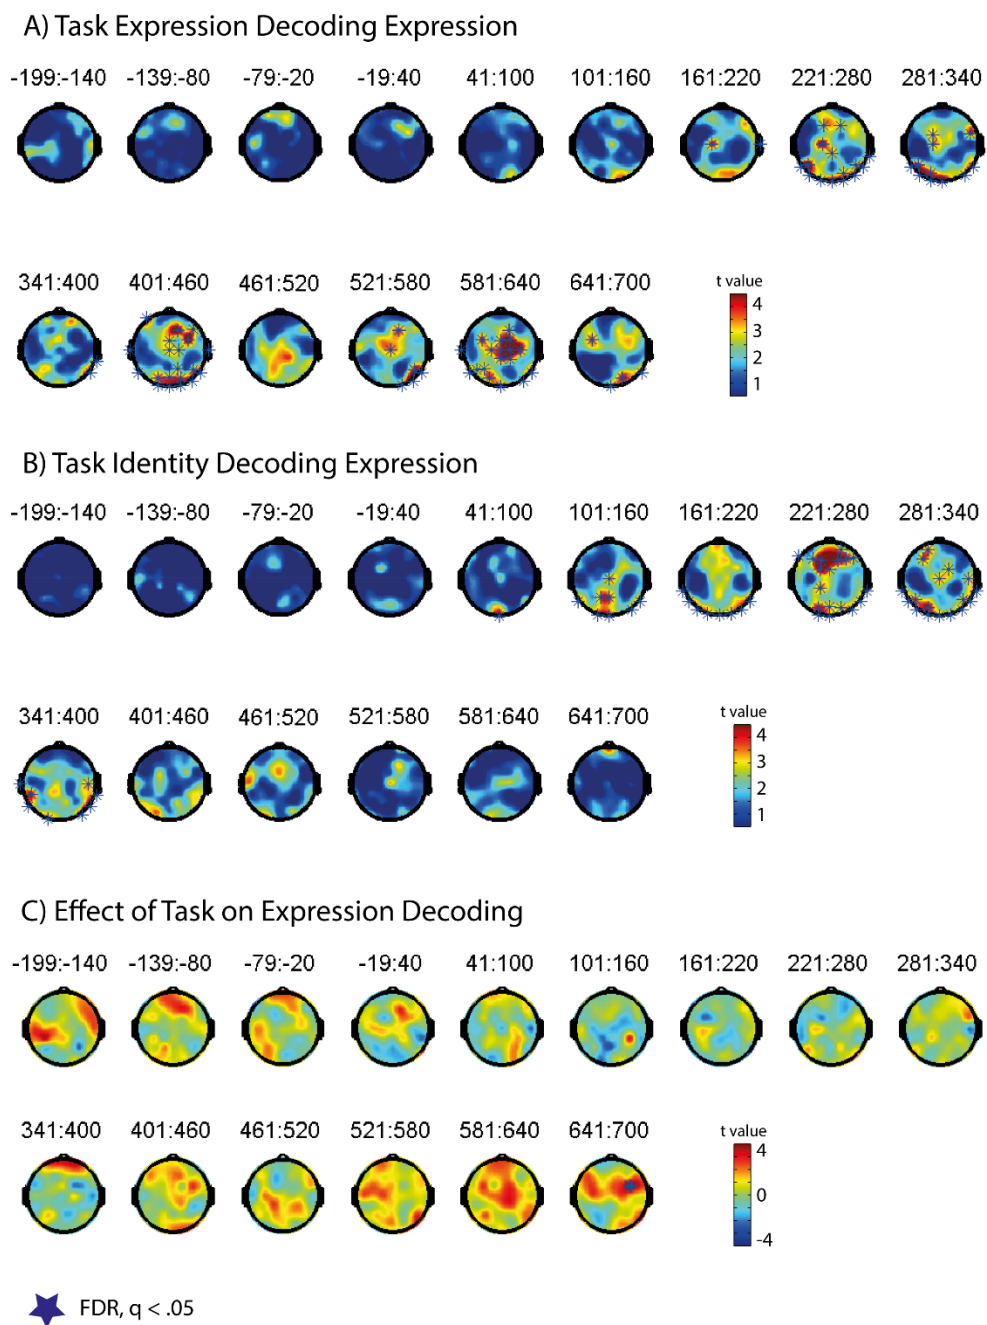 A) Task Expression Decoding Expression
-199:-140 -139:-80 -79:-20 -19:40 41:100 101:160 161:220 221:280 281:340
341:400 401:460 461:520 521:580 581:640 641:700 t value
4
3
2
1
B) Task Identity Decoding Expression
-199:-140 -139:-80 -79:-20 -19:40 41:100 101:160 161:220 221:280 281:340
341:400 401:460 461:520 521:580 581:640 641:700 t value
4
3
2
1
C) Effect of Task on Expression Decoding
-199:-140 -139:-80 -79:-20 -19:40 41:100 101:160 161:220 221:280 281:340
341:400 401:460 461:520 521:580 581:640 641:700 t value
4
0
-4
FDR, q < .05